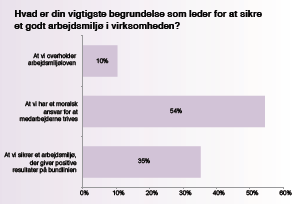 Hvad er din vigtigste begrundelse som leder for at sikre
et godt arbejdsmiljø i virksomheden?
At vi overholder
arbejdsmiljøloven
10%
At vi har et moralsk
ansvar for at
medarbejderne trives
54%
At vi sikrer et arbejdsmiljø,
der giver positive
resultater på bundlinien
35%
0% 10% 20% 30% 40% 50% 60%